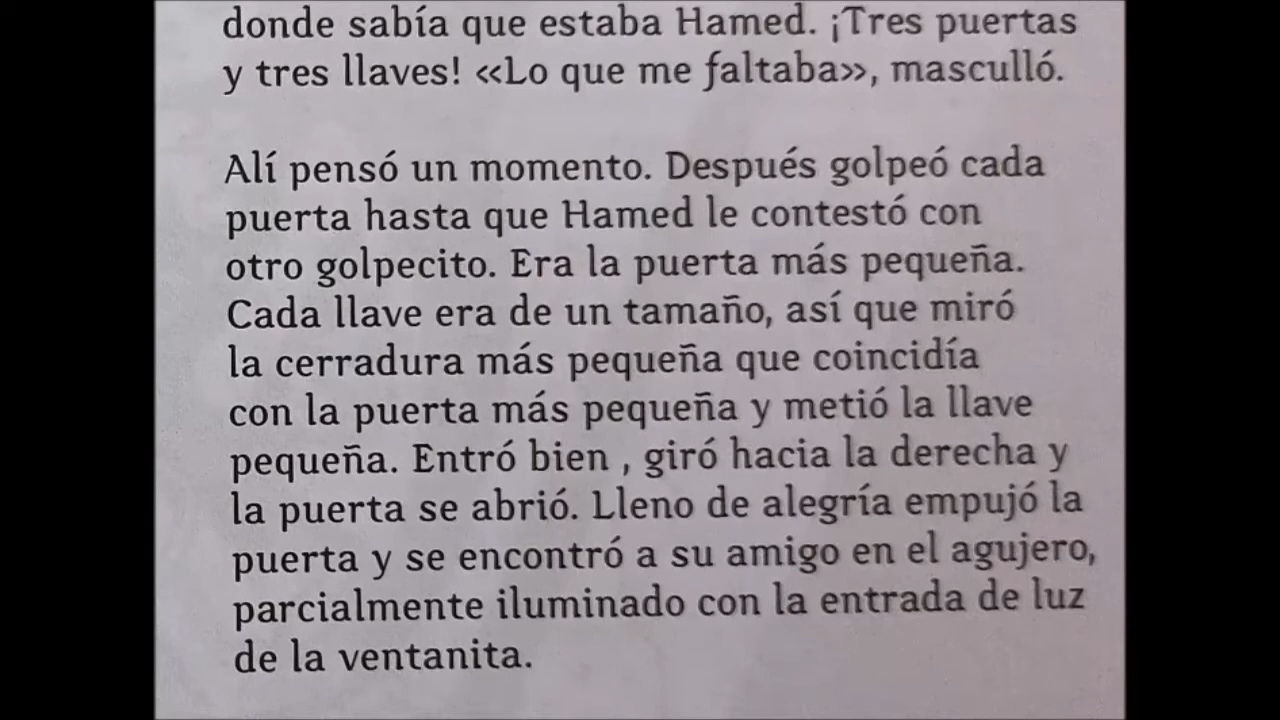 donde sabía que estaba Hamed. ¡Tres puertas
y tres llaves! «Lo que me faltaba», masculló.
Alí pensó un momento. Después golpeó cada
puerta hasta que Hamed le contestó con
otro golpecito. Era la puerta más pequeña.
Cada llave era de un tamaño, así que miró
la cerradura más pequeña que coincidía
con la puerta más pequeña y metió la llave
pequeña. Entró bien , giró hacia la derecha y
la puerta se abrió. Lleno de alegría empujó la
puerta y se encontró a su amigo en el agujero,
parcialmente iluminado con la entrada de luz
de la ventanita.